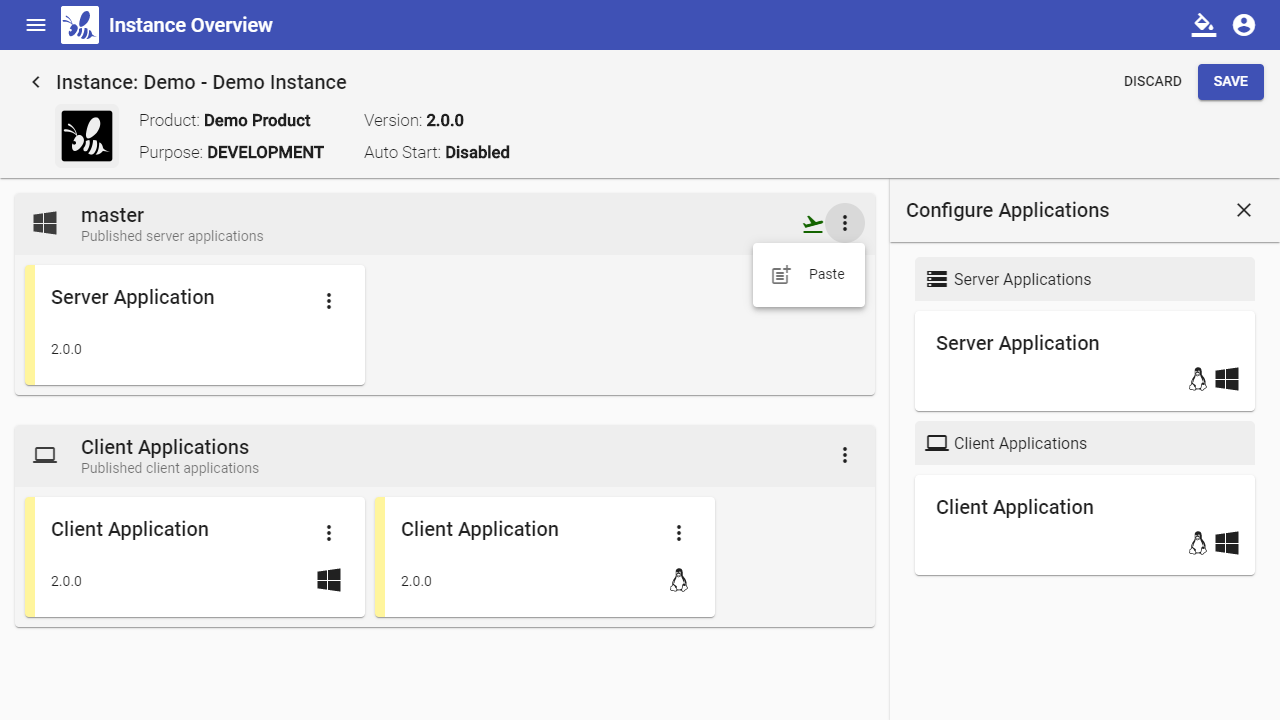 Instance Overview
Instance: Demo - Demo Instance
DISCARD
SAVE
Product: Demo Product
Version: 2.0.0
Purpose: DEVELOPMENT
Auto Start: Disabled
master
Published server applications
Paste
Server Application
2.0.0
Client Applications
Published client applications
Client Application
2.0.0
Client Application
2.0.0
Configure Applications
Server Applications
Server Application
Client Applications
Client Application